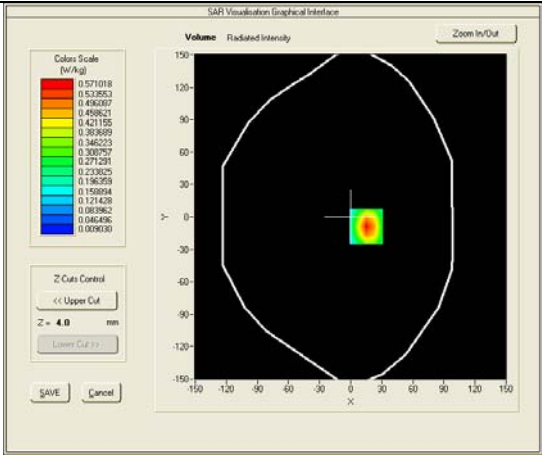 SAR Visualisation Graphical Interface
Volume Radiated Intensity
Zoom In/Out
Colors Scale
(W/kg)
0.571018
0.533553
0.496087
0.458621
0.421155
0.383689
0.346223
0.308757
0.271291
0.233825
0.196359
0.158894
0.121428
0.083962
0.046496
0.009030
Z-Cuts Control
<< Upper Cut
Z = 4.0 mm
Lower Cut >>
SAVE
Cancel
150-
120-
90-
60-
30-
0-
-30-
-60-
-90-
-120-
-150-
Y
-150 -120 -90 -60 -30 0 30 60 90 120 150
X